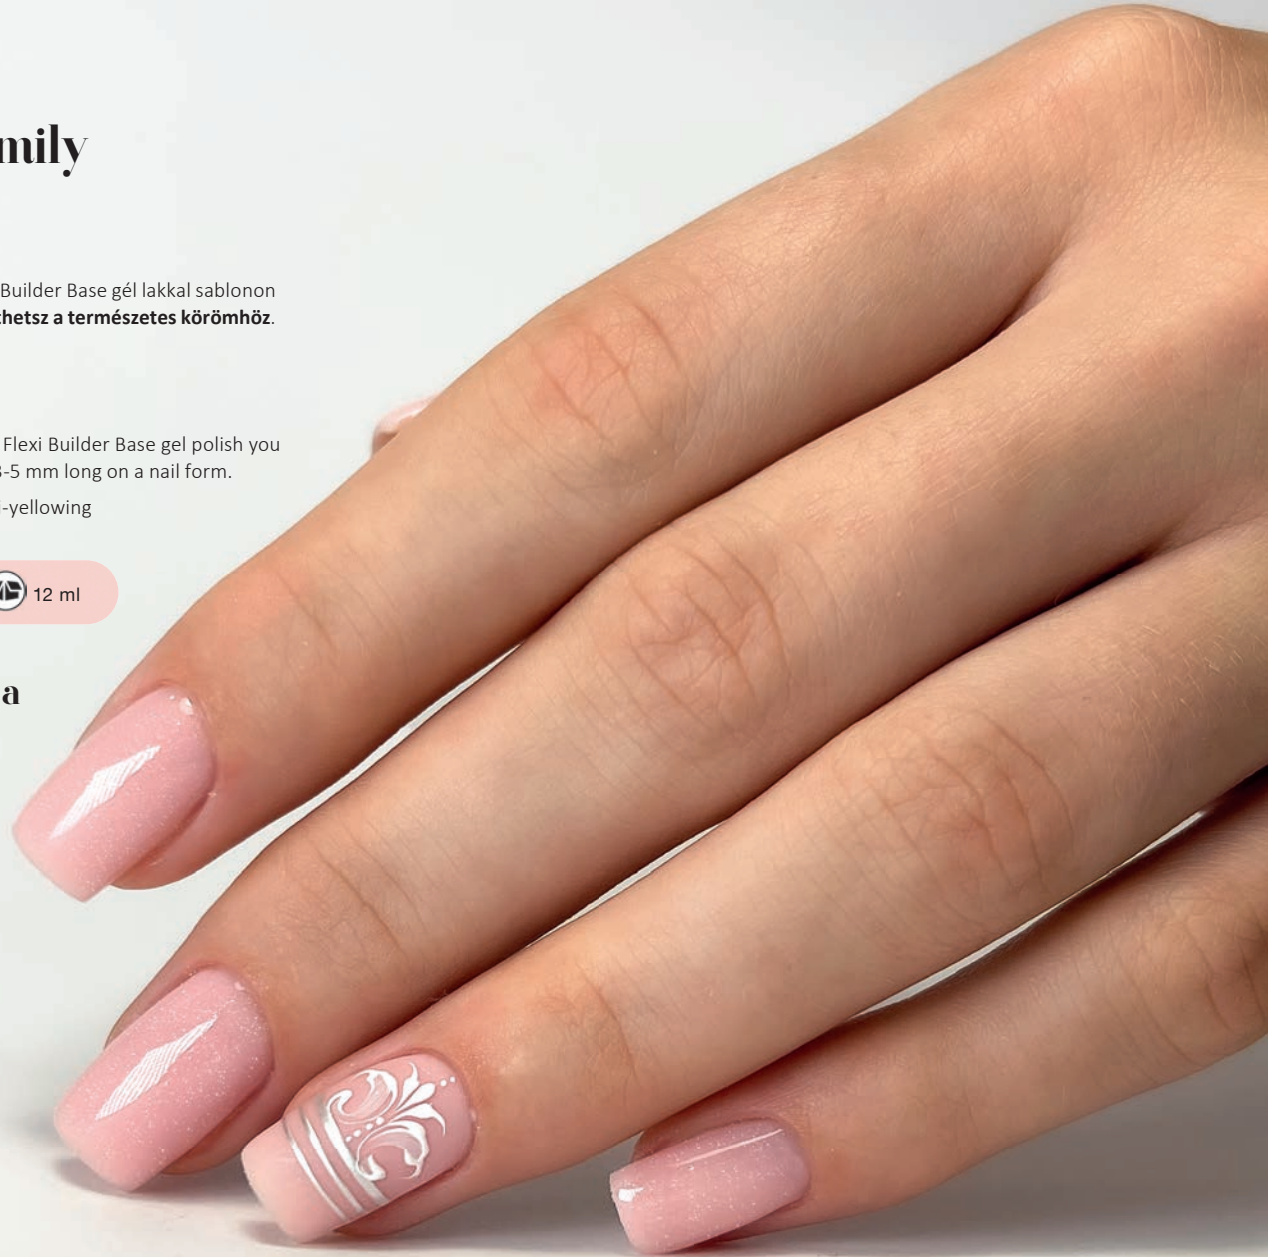 mily
Builder Base gél lakkal sablonon
hetsz a természetes körömhöz.
Flexi Builder Base gel polish you
-5 mm long on a nail form.
-yellowing
12 ml
a